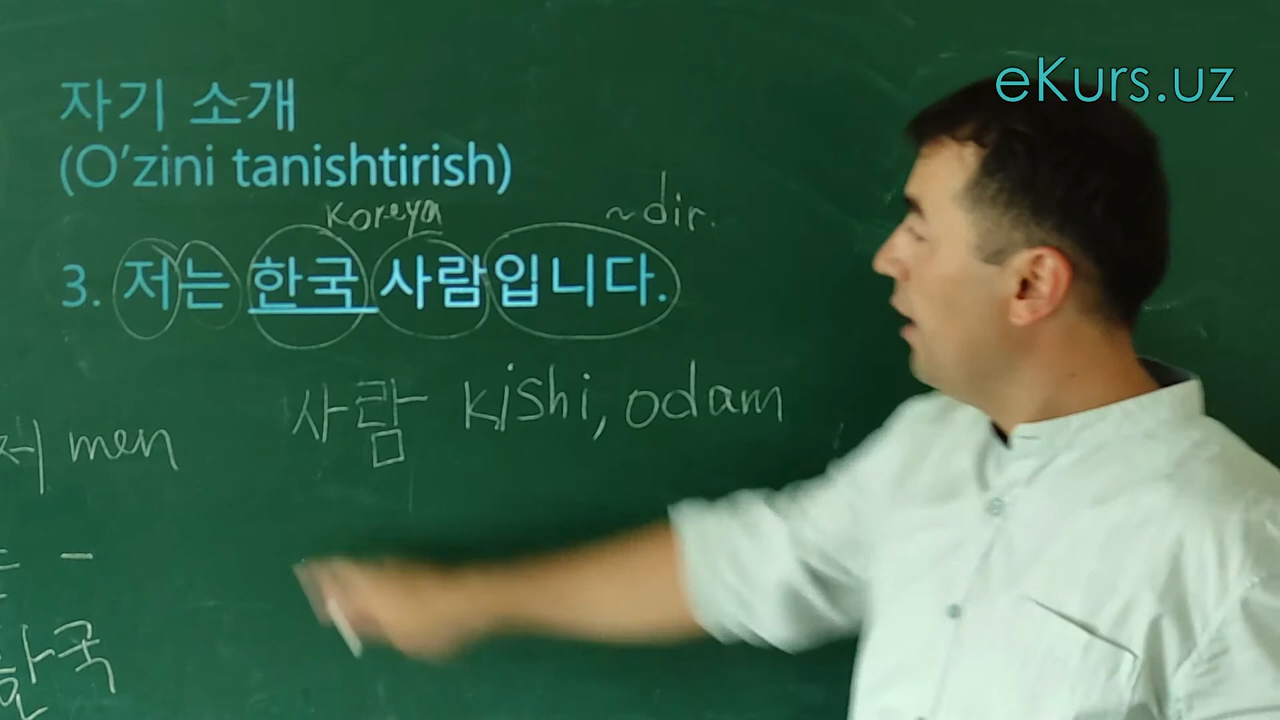 eKurs.uz
자기 소개
(O'zini tanishtirish)
Koreya ~dir.
3. 저는 한국 사람입니다.
사람 kishi, odam
저 men
는 —
한국